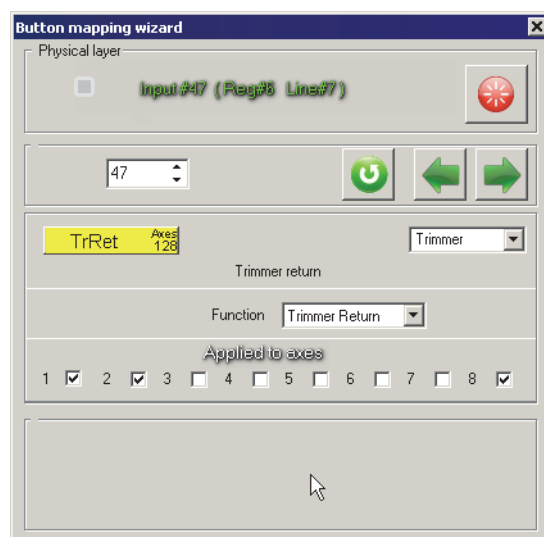 Button mapping wizard
Physical layer
Input#47 (Reg#6 Line#7)
47
TrRet Axes 128
Trimmer
Trimmer return
Function Trimmer Return
Applied to axes
1 2 3 4 5 6 7 8